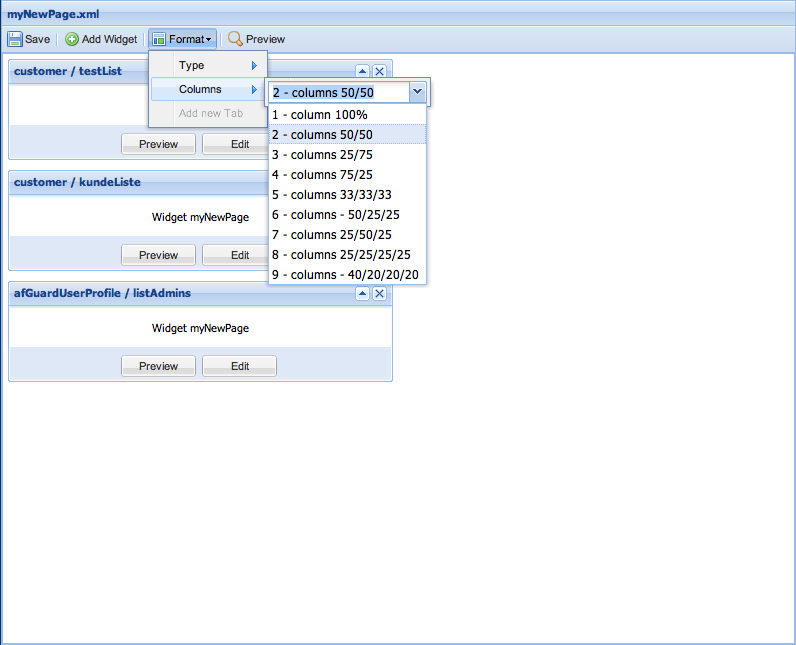 myNewPage.xml
Save Add Widget Format Preview
Type
customer / testList
Columns
2 - columns 50/50
Add new Tab
1 - column 100%
2 - columns 50/50
3 - columns 25/75
4 - columns 75/25
5 - columns 33/33/33
6 - columns - 50/25/25
7 - columns 25/50/25
8 - columns 25/25/25/25
9 - columns - 40/20/20/20
Preview Edit
customer / kundeListe
Widget myNewPage
Preview Edit
afGuardUserProfile / listAdmins
Widget myNewPage
Preview Edit